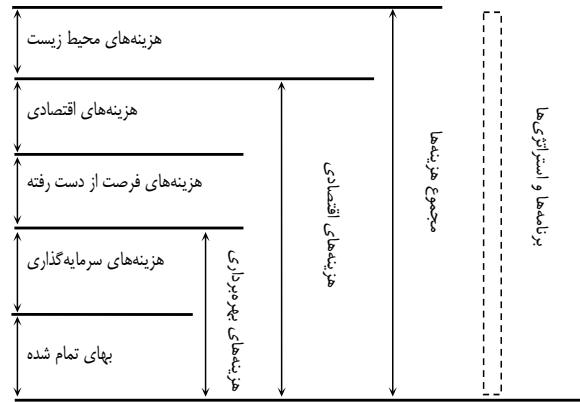 هزینه‌های محیط زیست
هزینه‌های اقتصادی
هزینه‌های فرصت از دست رفته
هزینه‌های سرمایه‌گذاری
بهای تمام شده
هزینه‌های بهره‌برداری
هزینه‌های اقتصادی
مجموع هزینه‌ها
برنامه‌ها و استراتژی‌ها